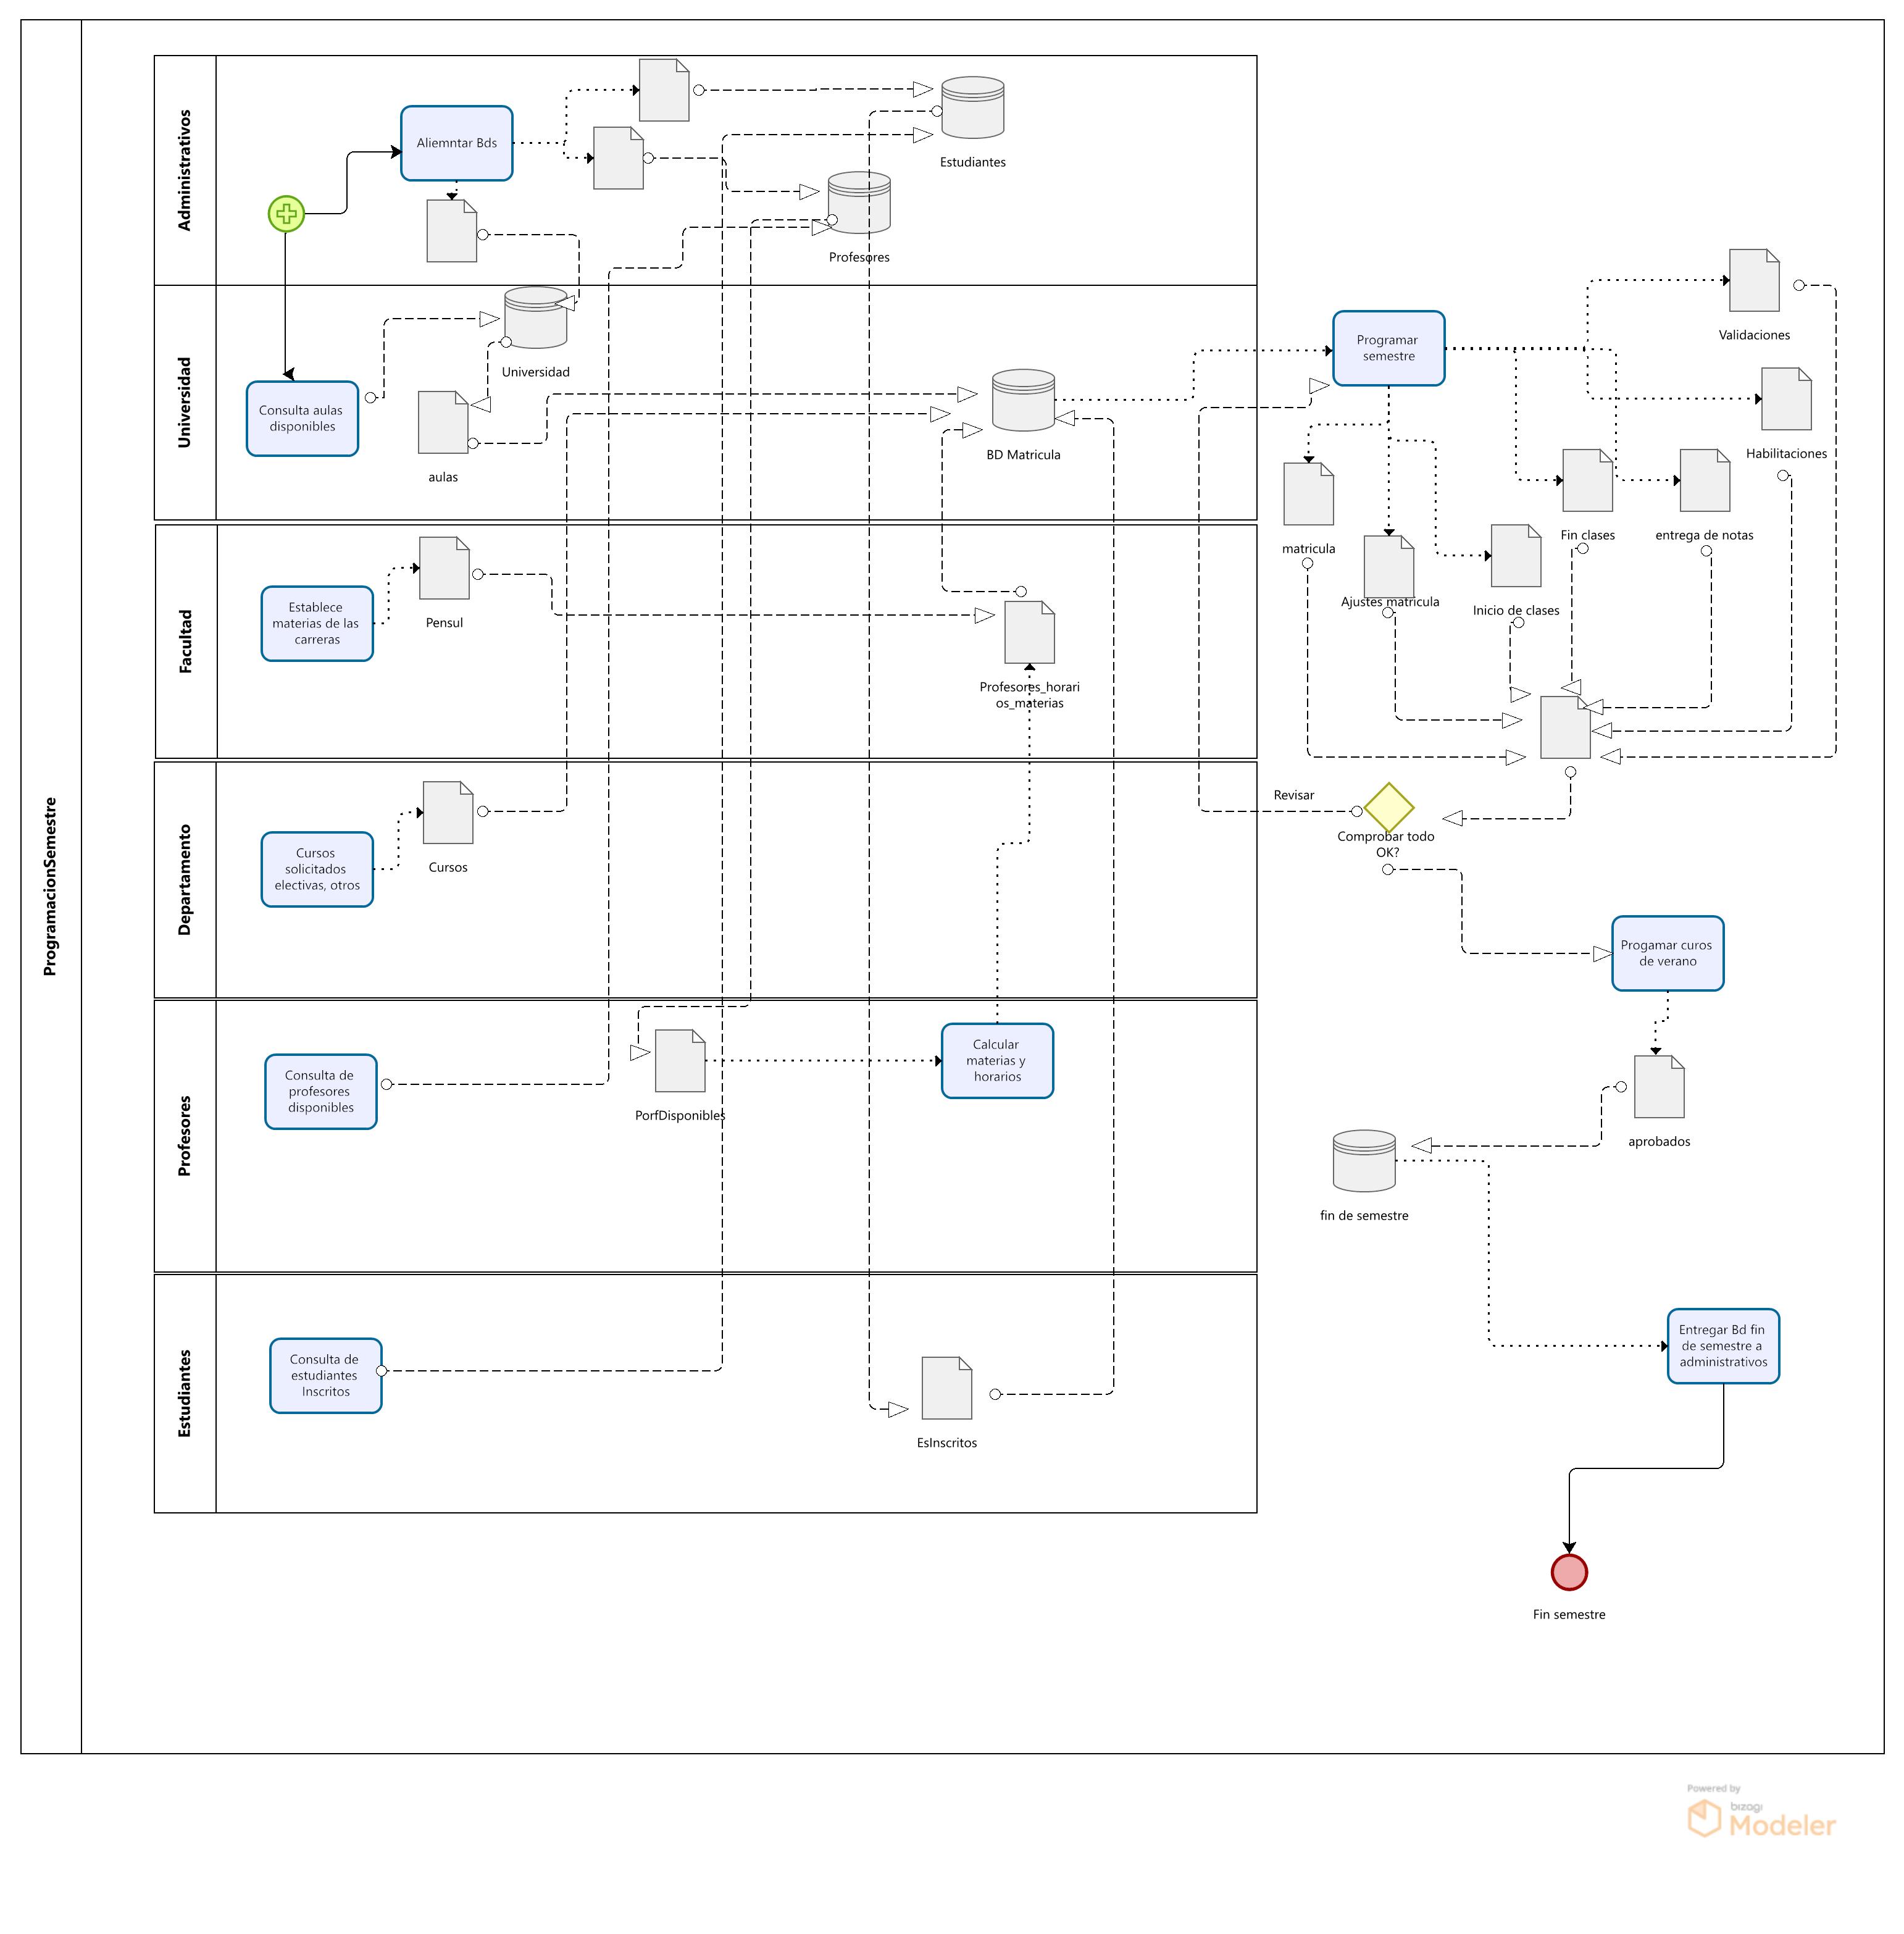 ProgramacionSemestre
Administrativos
Aliemntar Bds
Estudiantes
Profesores
Universidad
Consulta aulas
disponibles
Universidad
aulas
BD Matricula
Programar
semestre
Validaciones
Habilitaciones
Fin clases
entrega de notas
matricula
Ajustes matricula
Inicio de clases
Facultad
Establece
materias de las
carreras
Pensul
Profesores_horari
os_materias
Departamento
Cursos
solicitados
electivas, otros
Cursos
Revisar
Comprobar todo
OK?
Progamar curos
de verano
Profesores
Consulta de
profesores
disponibles
PorfDisponibles
Calcular
materias y
horarios
aprobados
fin de semestre
Estudiantes
Consulta de
estudiantes
Inscritos
EsInscritos
Entregar Bd fin
de semestre a
administrativos
Fin semestre
Powered by
bizagi
Modeler